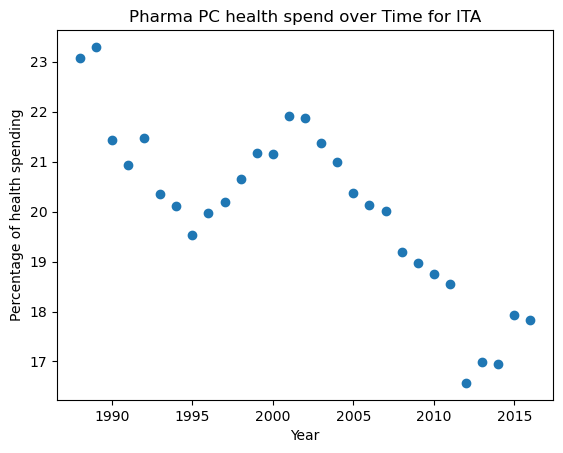 Pharma PC health spend over Time for ITA
Percentage of health spending
23
22
21
20
19
18
17
1990 1995 2000 2005 2010 2015
Year